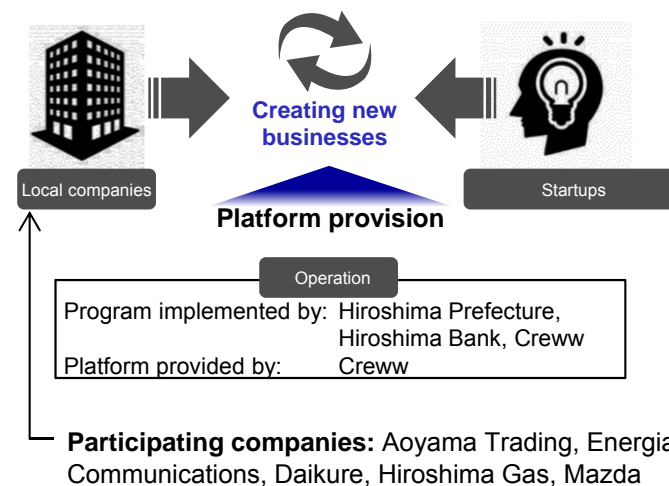 Creating new
businesses
Local companies
Startups
Platform provision
Operation
Program implemented by: Hiroshima Prefecture,
Hiroshima Bank, Creww
Platform provided by: Creww
Participating companies: Aoyama Trading, Energia
Communications, Daikure, Hiroshima Gas, Mazda